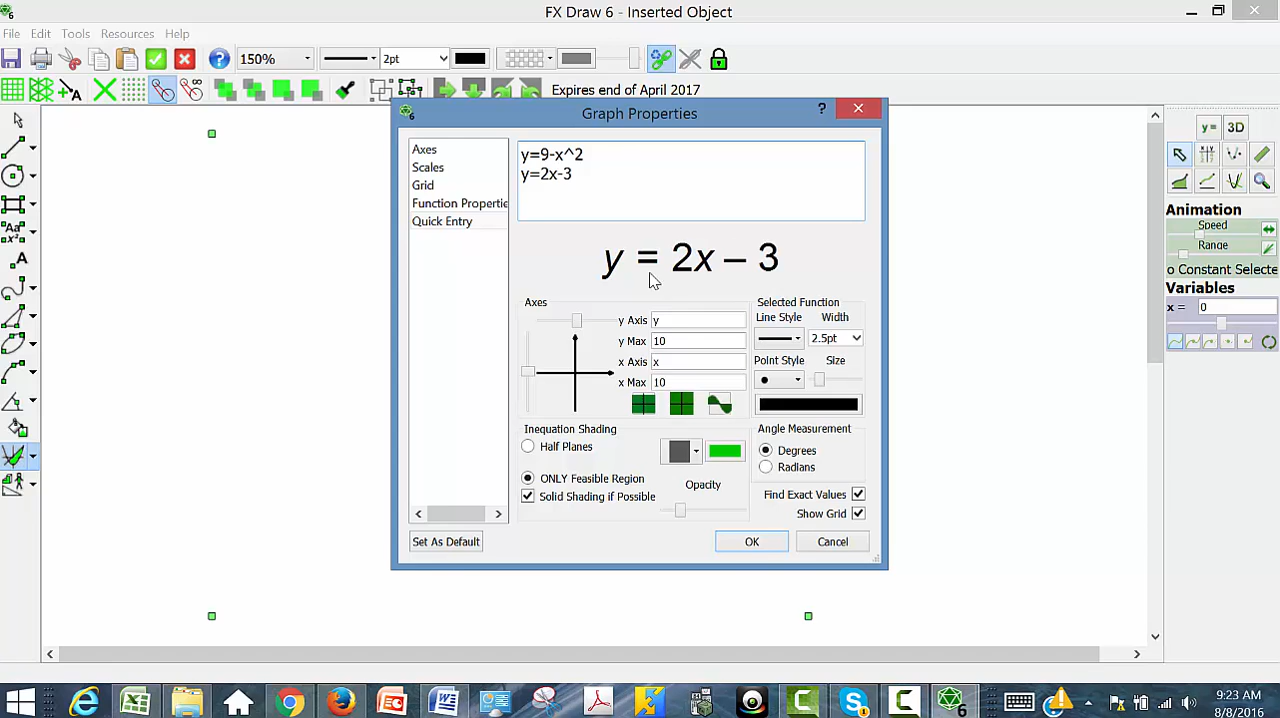 FX Draw 6 - Inserted Object
File Edit Tools Resources Help
150% 2pt
Expires end of April 2017
Graph Properties
Axes
Scales
Grid
Function Propertie
Quick Entry
y=9-x^2
y=2x-3
y = 2x – 3
Axes
y Axis y
y Max 10
x Axis x
x Max 10
Selected Function
Line Style Width
2.5pt
Point Style Size
Inequation Shading
Half Planes
ONLY Feasible Region
Solid Shading if Possible
Opacity
Angle Measurement
Degrees
Radians
Find Exact Values
Show Grid
Set As Default OK Cancel
y= 3D
Animation
Speed
Range
o Constant Selecte
Variables
x = 0
9:23 AM
8/8/2016